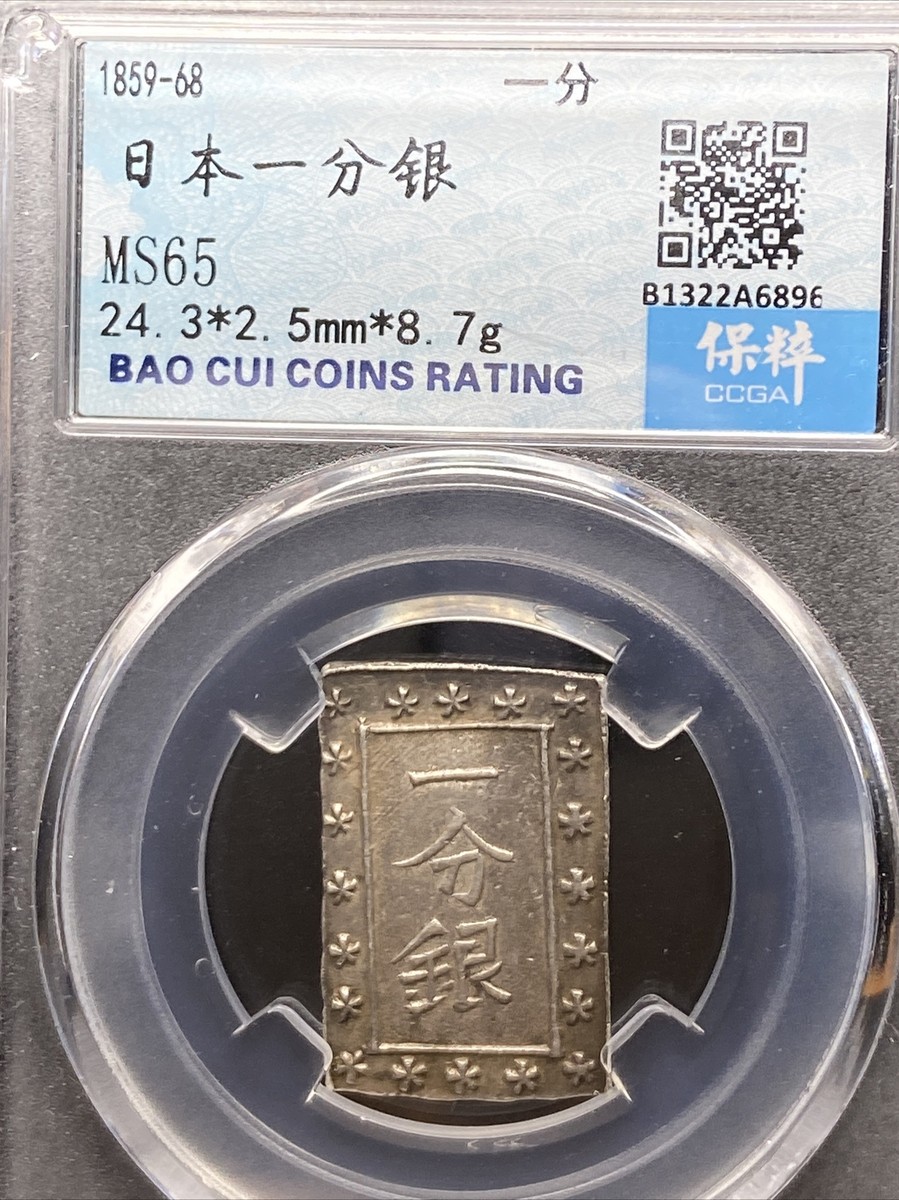 1859-68
一分
日本一分银
MS65
24.3*2.5mm*8.7g
BAO CUI COINS RATING
B1322A6896
保粹
CCGA
一
分
銀